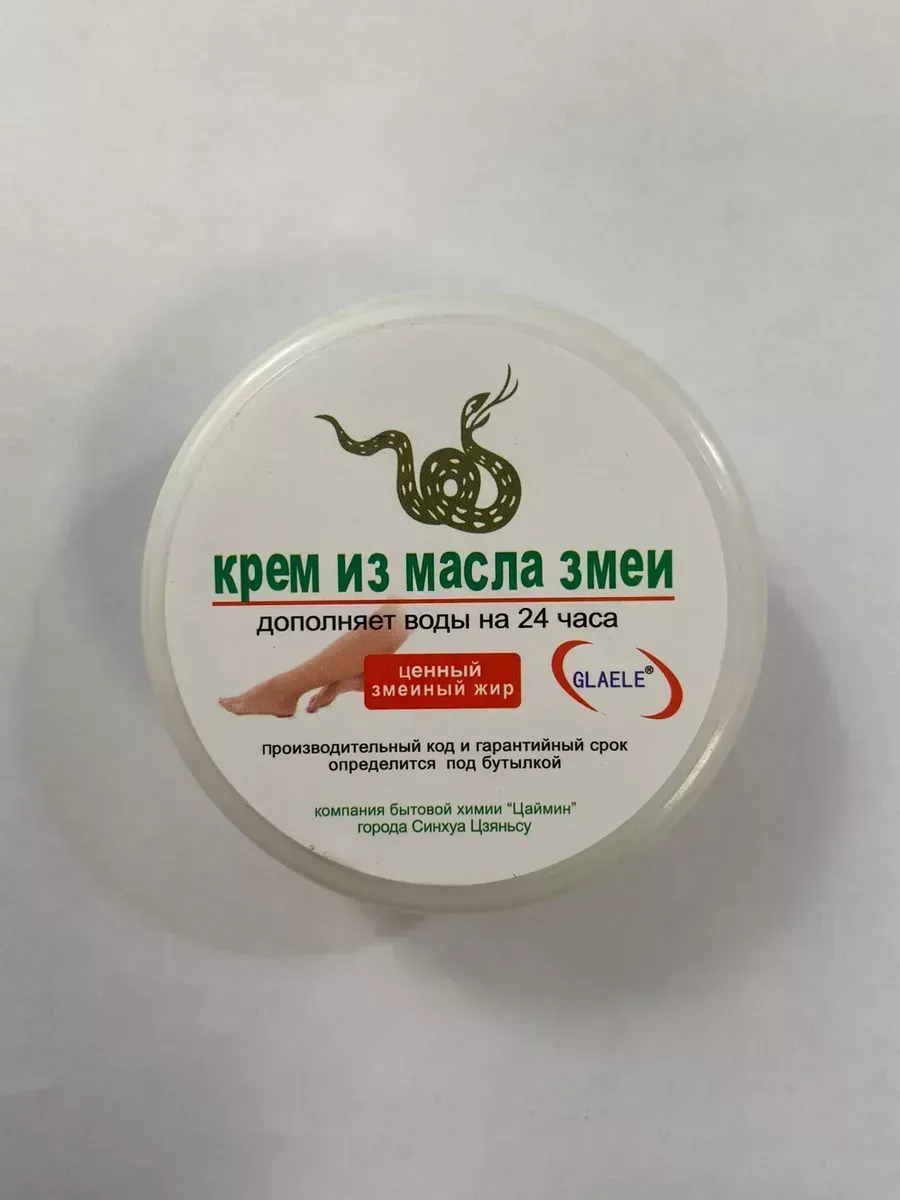 крем из масла змеи
дополняет воды на 24 часа
ценный
змеиный жир
GLAELE®
производительный код и гарантийный срок
определится под бутылкой
компания бытовой химии "Цаймин"
города Синхуа Цзяньсу